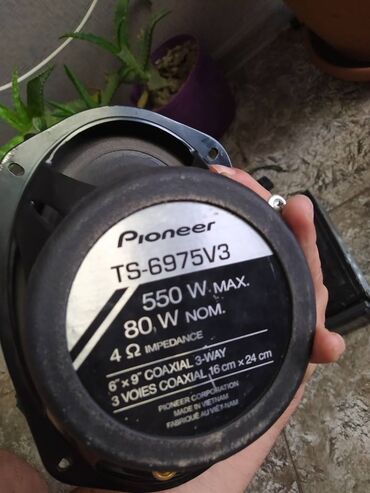 Pioneer
TS-6975V3
550 W MAX.
80 W NOM.
4 Ω IMPEDANCE
6" x 9" COAXIAL 3-WAY
3 VOIES COAXIAL, 16 cm x 24 cm
PIONEER CORPORATION
MADE IN VIETNAM
FABRIQUÉ AU VIET-NAM